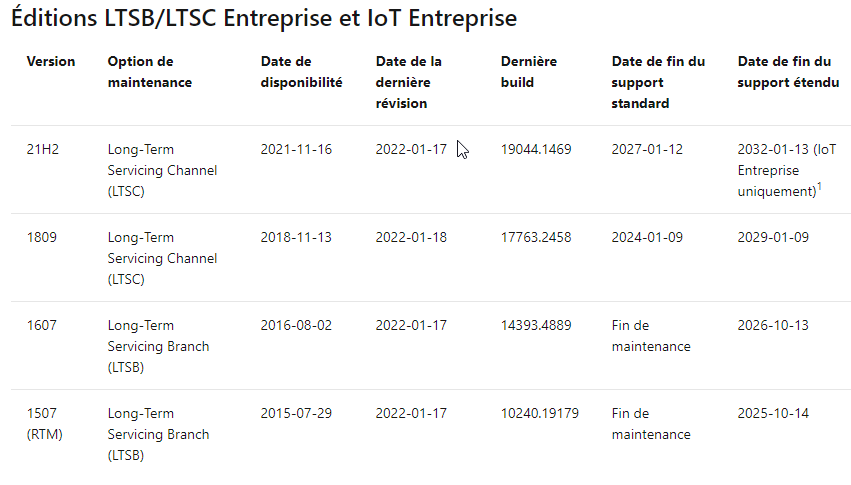 Éditions LTSB/LTSC Entreprise et IoT Entreprise
Version Option de maintenance Date de disponibilité Date de la dernière révision Dernière build Date de fin du support standard Date de fin du support étendu
21H2 Long-Term Servicing Channel (LTSC) 2021-11-16 2022-01-17 19044.1469 2027-01-12 2032-01-13 (IoT Entreprise uniquement)1
1809 Long-Term Servicing Channel (LTSC) 2018-11-13 2022-01-18 17763.2458 2024-01-09 2029-01-09
1607 Long-Term Servicing Branch (LTSB) 2016-08-02 2022-01-17 14393.4889 Fin de maintenance 2026-10-13
1507 (RTM) Long-Term Servicing Branch (LTSB) 2015-07-29 2022-01-17 10240.19179 Fin de maintenance 2025-10-14